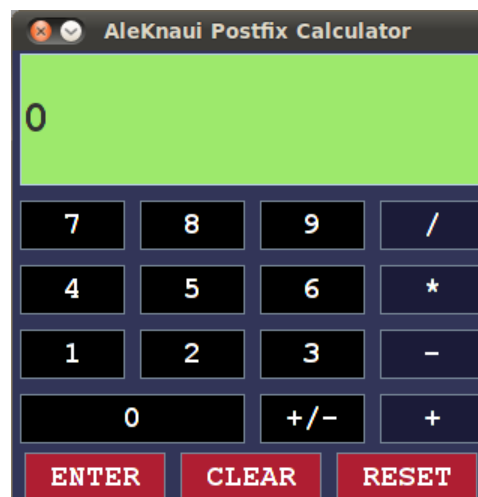 AleKnaui Postfix Calculator
0
7 8 9 /
4 5 6 *
1 2 3 -
0 +/- +
ENTER CLEAR RESET